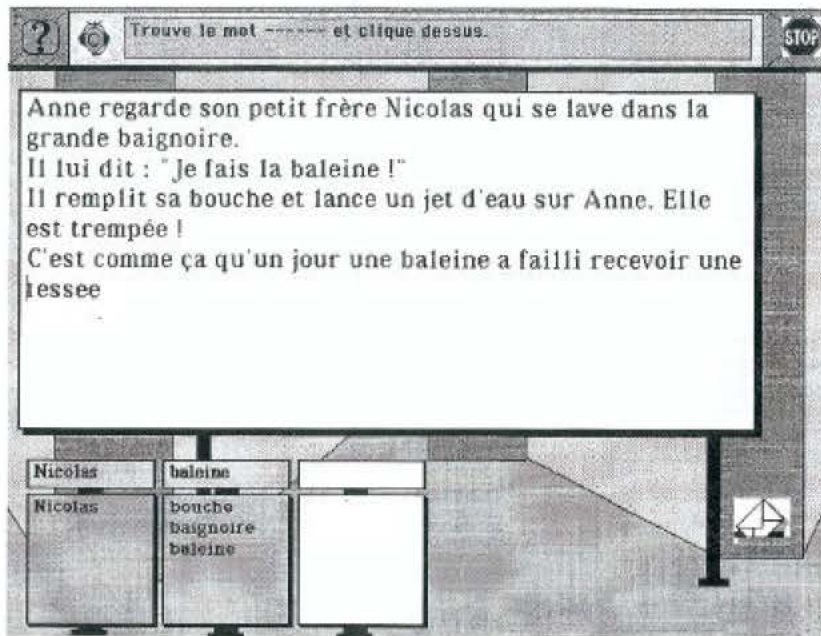 ?
Trouve le mot ------ et clique dessus.
STOP
Anne regarde son petit frère Nicolas qui se lave dans la
grande baignoire.
Il lui dit : "Je fais la baleine !"
Il remplit sa bouche et lance un jet d'eau sur Anne. Elle
est trempée !
C'est comme ça qu'un jour une baleine a failli recevoir une
fessee
Nicolas
baleine
Nicolas
bouche
baignoire
baleine